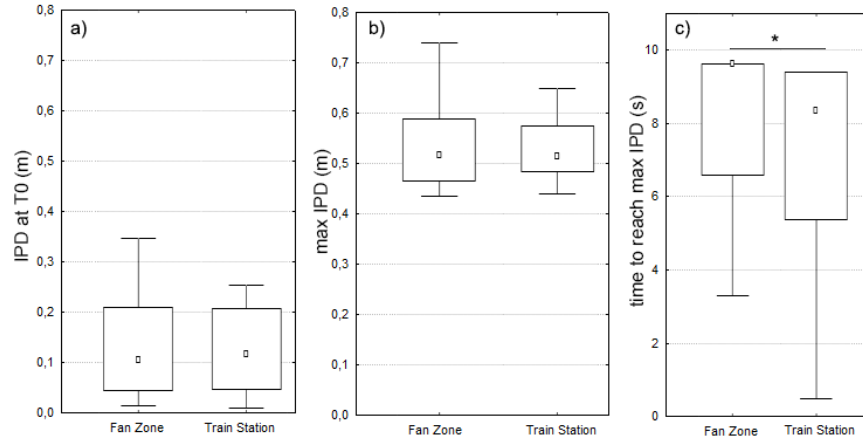 a)
IPD at T0 (m)
0,8
0,7
0,6
0,5
0,4
0,3
0,2
0,1
0,0
Fan Zone Train Station
b)
max IPD (m)
0,8
0,7
0,6
0,5
0,4
0,3
0,2
0,1
0,0
Fan Zone Train Station
c)
*
time to reach max IPD (s)
10
8
6
4
2
0
Fan Zone Train Station